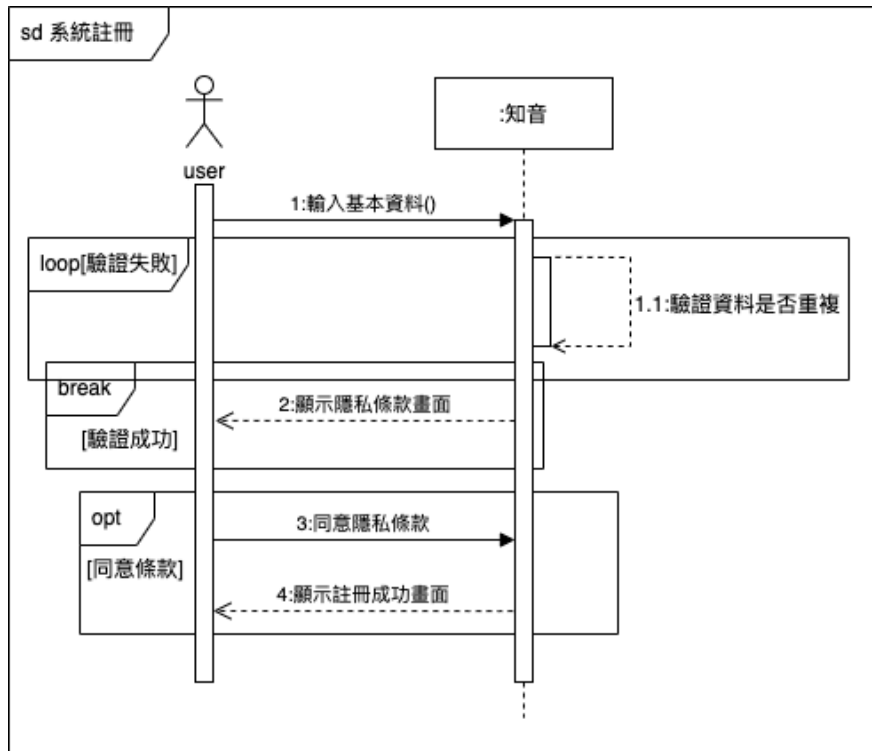 sd 系統註冊
:知音
user
1:輸入基本資料()
loop[驗證失敗]
1.1:驗證資料是否重複
break
2:顯示隱私條款畫面
[驗證成功]
opt
3:同意隱私條款
[同意條款]
4:顯示註冊成功畫面